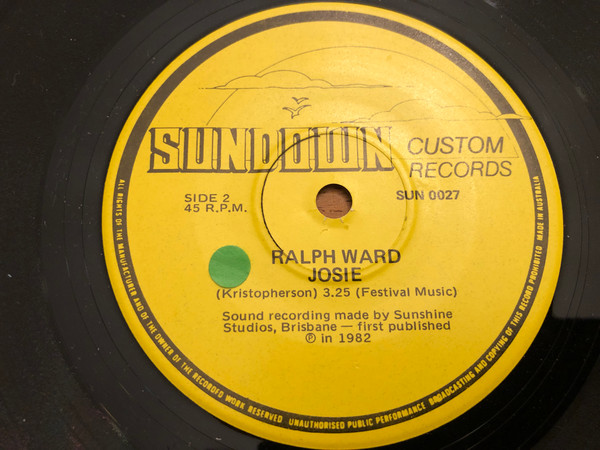 SUNDOWN CUSTOM
RECORDS
SIDE 2
45 R.P.M.
SUN 0027
RALPH WARD
JOSIE
(Kristopherson) 3.25 (Festival Music)
Sound recording made by Sunshine
Studios, Brisbane — first published
Ⓟ in 1982
ALL RIGHTS OF THE MANUFACTURER AND OF THE OWNER OF THE RECORDED WORK RESERVED UNAUTHORISED PUBLIC PERFORMANCE BROADCASTING AND COPYING OF THIS RECORD PROHIBITED MADE IN AUSTRALIA